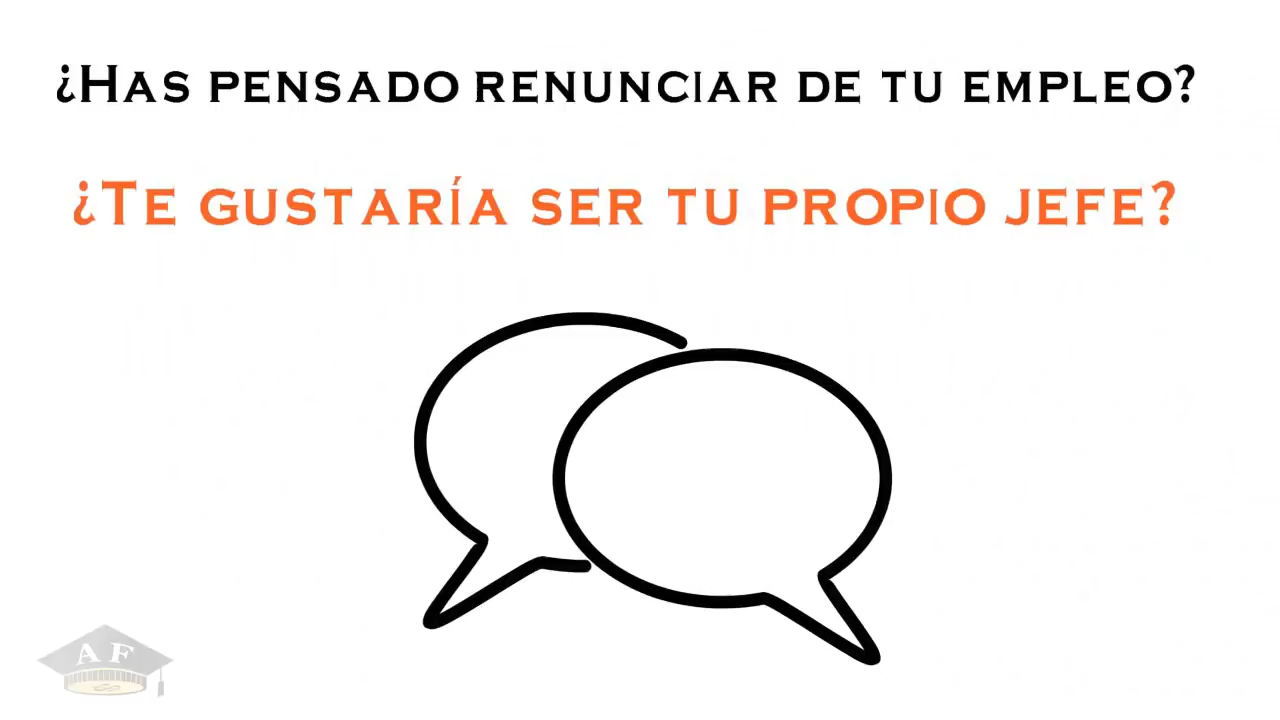 ¿Has pensado renunciar de tu empleo?
¿Te gustaría ser tu propio jefe?
AF